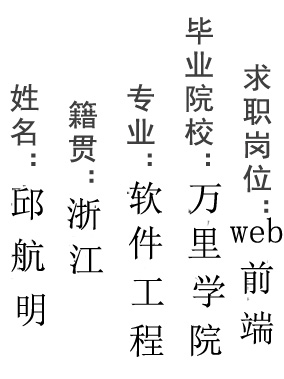 姓名：邱航明
籍贯：浙江
专业：软件工程
毕业院校：万里学院
求职岗位：web前端